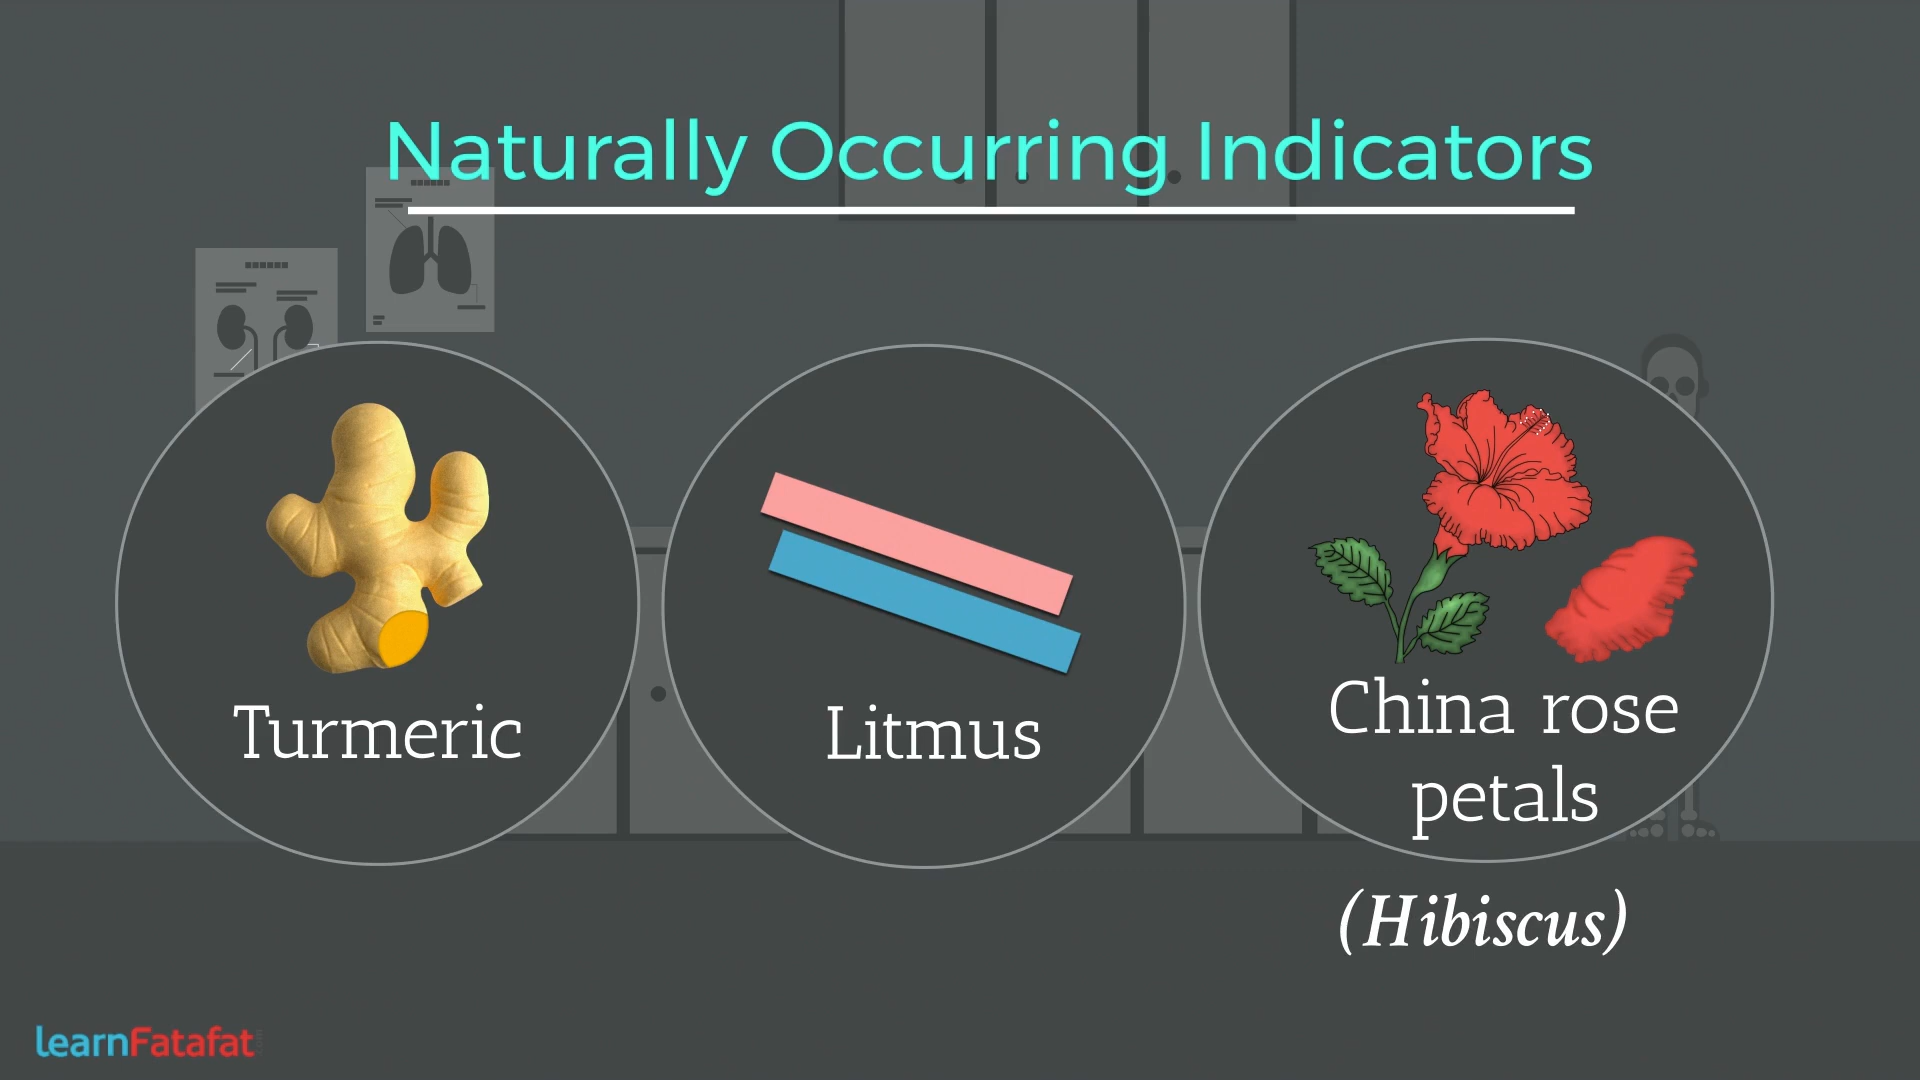 Naturally Occurring Indicators
Turmeric
Litmus
China rose
petals
(Hibiscus)
learnFatafat